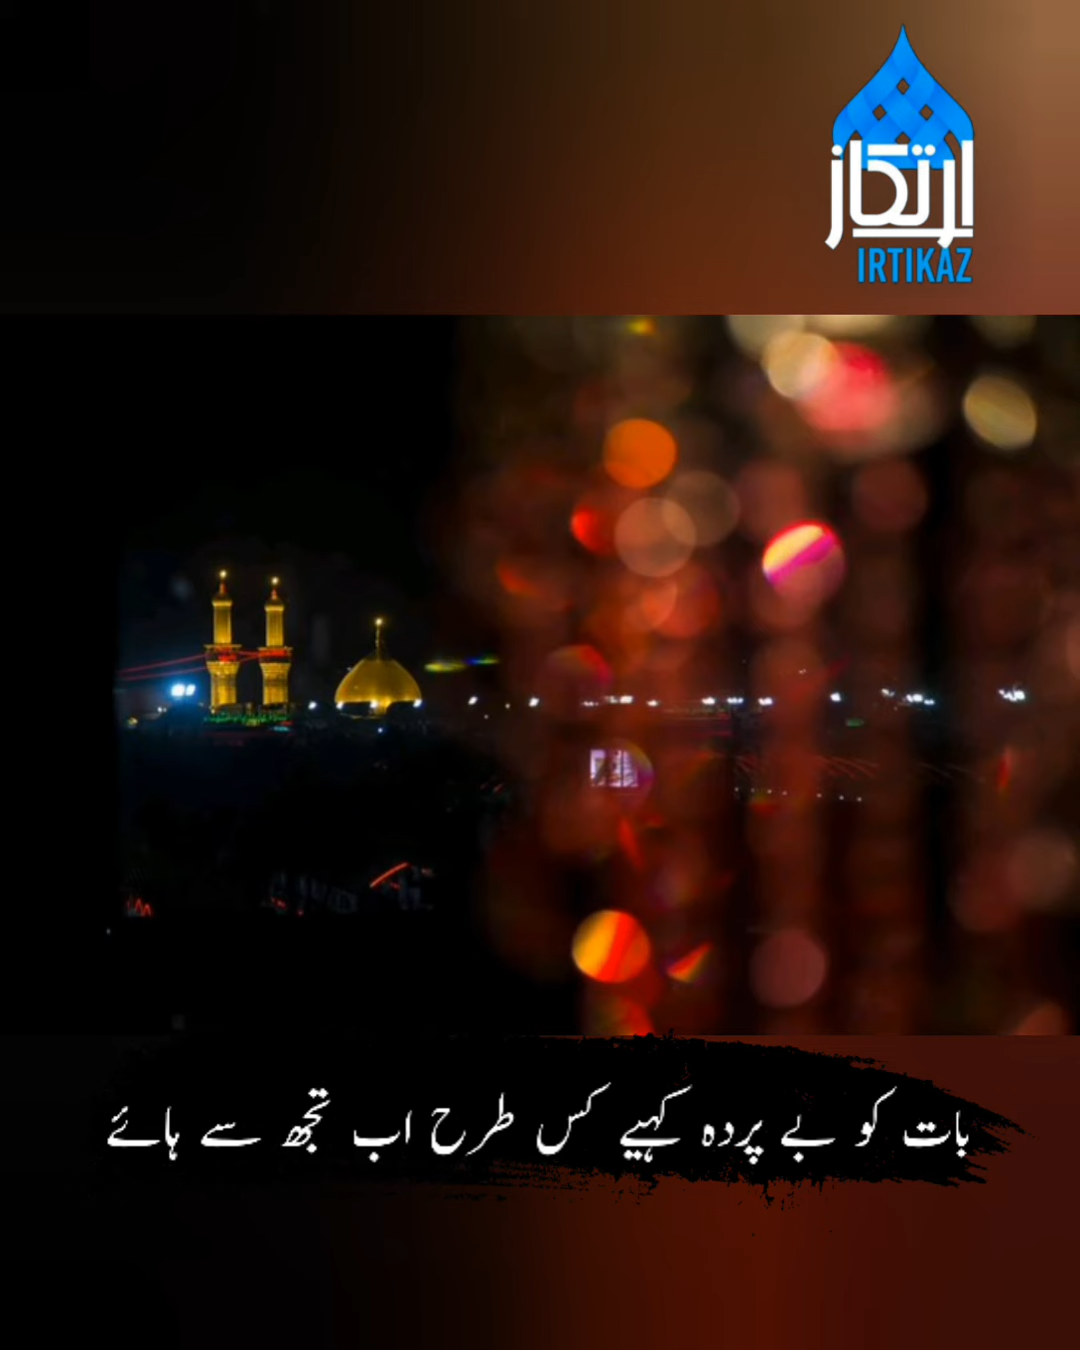 ارتکاز
IRTIKAZ
بات کو بے پردہ کہیے کس طرح اب تجھ سے ہائے